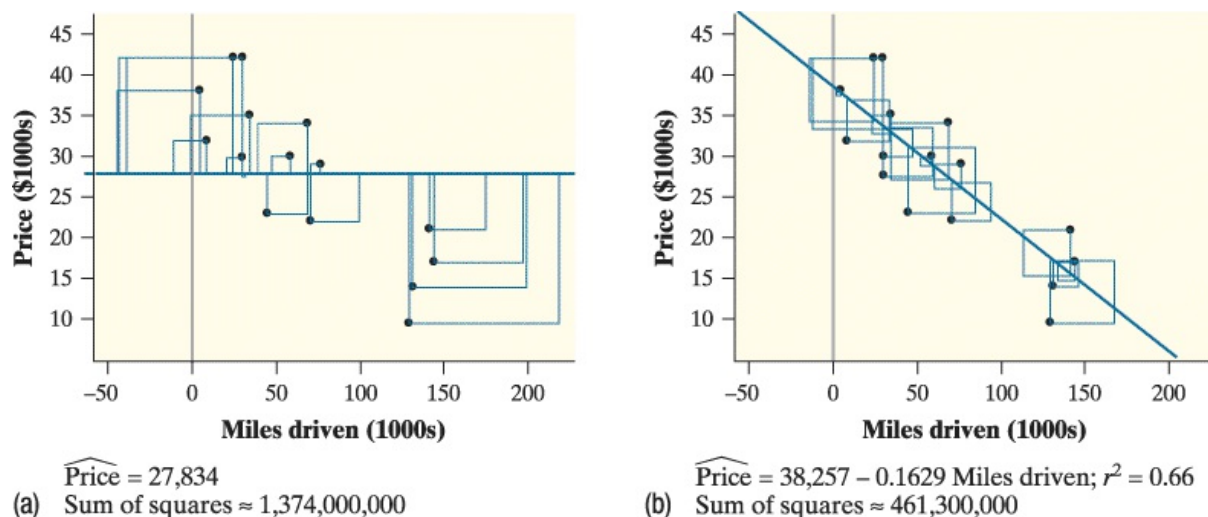 45
40
35
30
25
20
15
10
Price ($1000s)
−50 0 50 100 150 200
Miles driven (1000s)
(a) Price = 27,834
Sum of squares ≈ 1,374,000,000
45
40
35
30
25
20
15
10
Price ($1000s)
−50 0 50 100 150 200
Miles driven (1000s)
(b) Price = 38,257 – 0.1629 Miles driven; r² = 0.66
Sum of squares ≈ 461,300,000